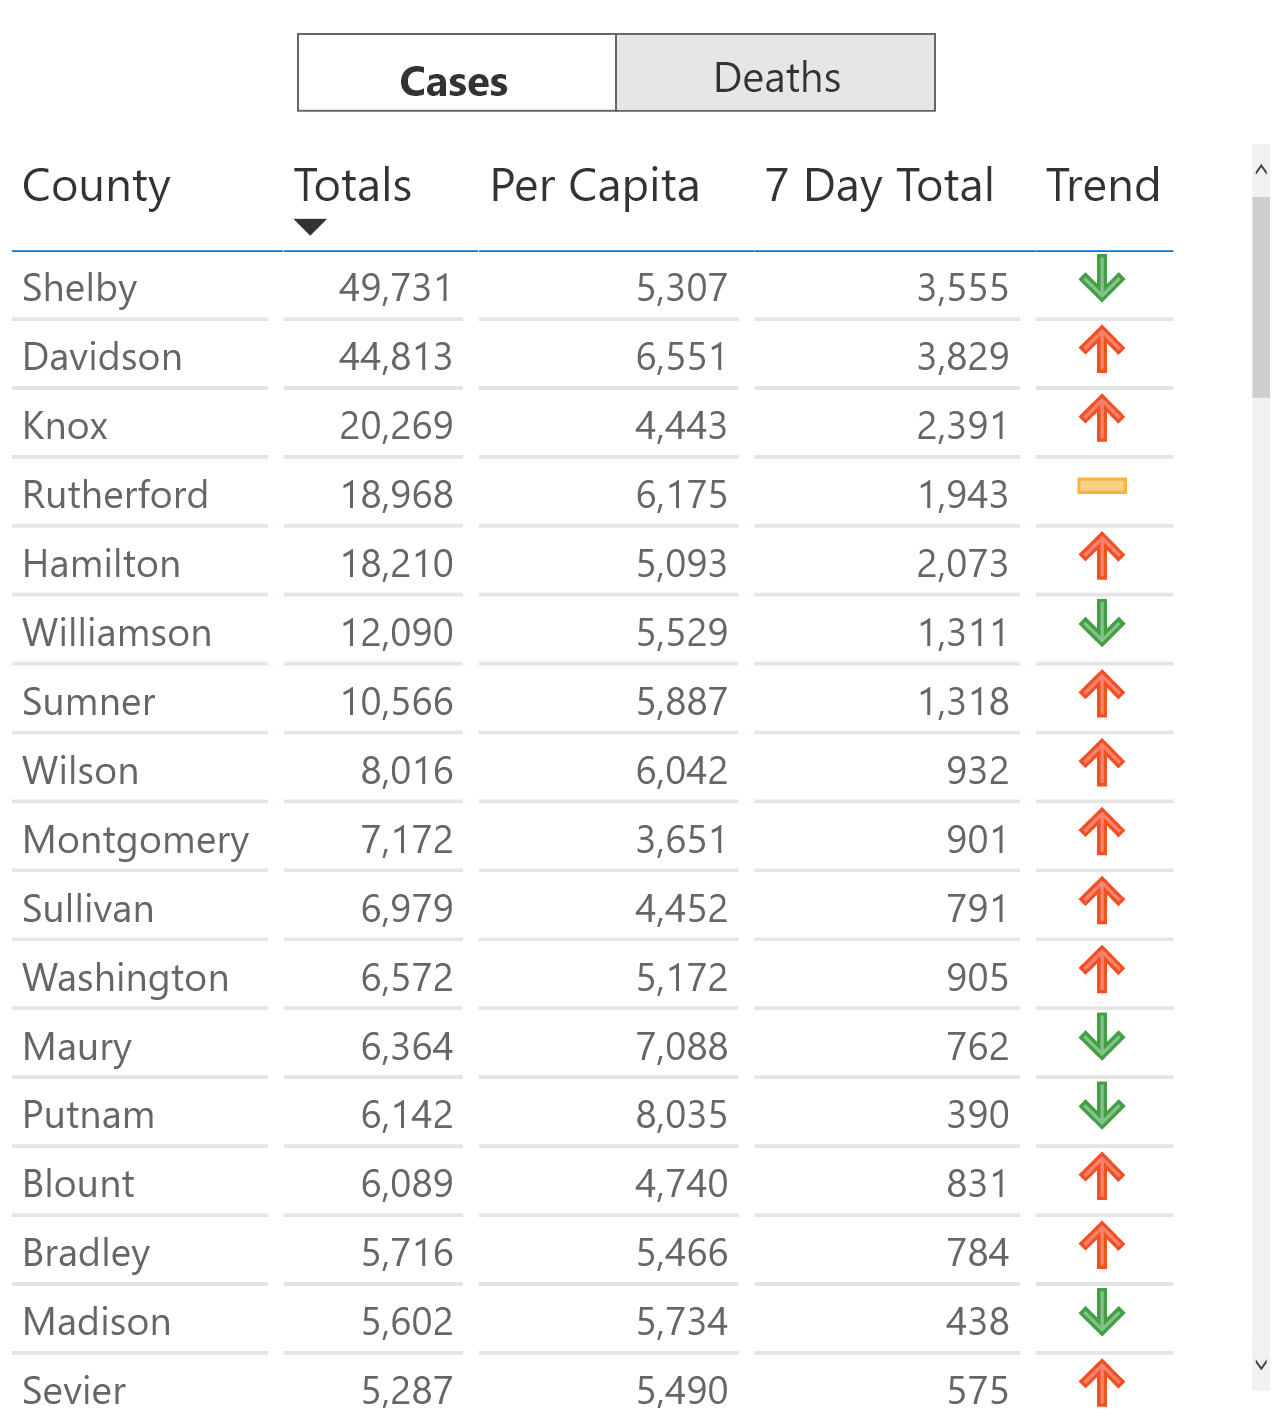 Cases Deaths
County Totals Per Capita 7 Day Total Trend
Shelby 49,731 5,307 3,555
Davidson 44,813 6,551 3,829
Knox 20,269 4,443 2,391
Rutherford 18,968 6,175 1,943
Hamilton 18,210 5,093 2,073
Williamson 12,090 5,529 1,311
Sumner 10,566 5,887 1,318
Wilson 8,016 6,042 932
Montgomery 7,172 3,651 901
Sullivan 6,979 4,452 791
Washington 6,572 5,172 905
Maury 6,364 7,088 762
Putnam 6,142 8,035 390
Blount 6,089 4,740 831
Bradley 5,716 5,466 784
Madison 5,602 5,734 438
Sevier 5,287 5,490 575